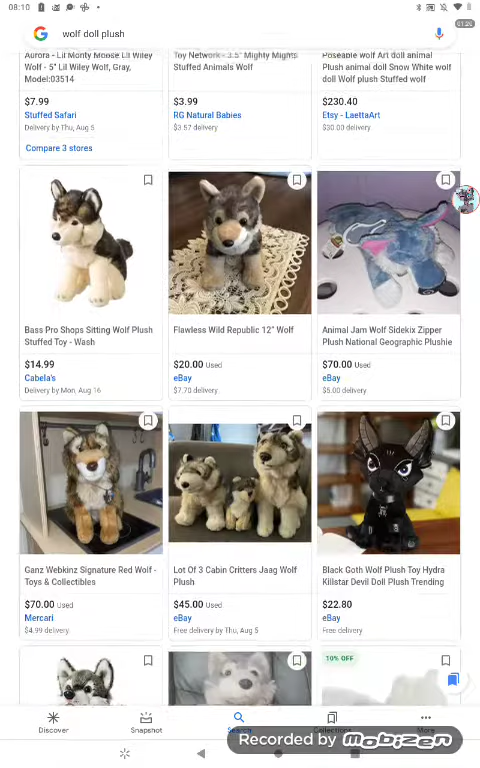 08:10
01:26
wolf doll plush
Aurora - Lil Monty Moose Lil Wiley
Wolf - 5" Lil Wiley Wolf, Gray,
Model:03514
$7.99
Stuffed Safari
Delivery by Thu, Aug 5
Compare 3 stores
Toy Network - 3.5" Mighty Mights
Stuffed Animals Wolf
$3.99
RG Natural Babies
$3.57 delivery
Poseable wolf Art doll animal
Plush animal doll Snow White wolf
doll Wolf plush Stuffed wolf
$230.40
Etsy - LaettaArt
$30.00 delivery
Bass Pro Shops Sitting Wolf Plush
Stuffed Toy - Wash
$14.99
Cabela's
Delivery by Mon, Aug 16
Flawless Wild Republic 12" Wolf
$20.00 Used
eBay
$7.70 delivery
Animal Jam Wolf Sidekix Zipper
Plush National Geographic Plushie
$70.00 Used
eBay
$5.00 delivery
Ganz Webkinz Signature Red Wolf -
Toys & Collectibles
$70.00 Used
Mercari
$4.99 delivery
Lot Of 3 Cabin Critters Jaag Wolf
Plush
$45.00 Used
eBay
Free delivery by Thu, Aug 5
Black Goth Wolf Plush Toy Hydra
Killstar Devil Doll Plush Trending
$22.80
eBay
Free delivery
10% OFF
Discover
Snapshot
Search
Collections
More
Recorded by Mobizen